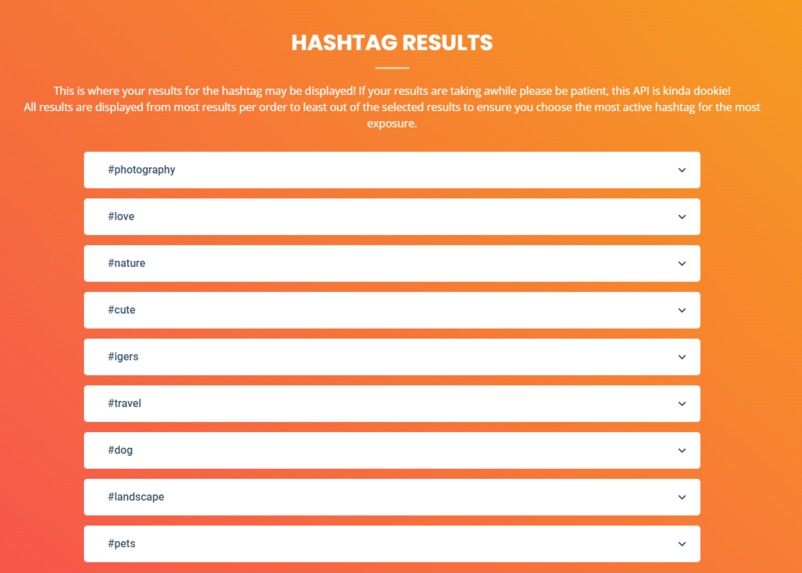 HASHTAG RESULTS
This is where your results for the hashtag may be displayed! If your results are taking awhile please be patient, this API is kinda dookie!
All results are displayed from most results per order to least out of the selected results to ensure you choose the most active hashtag for the most
exposure.
#photography
#love
#nature
#cute
#igers
#travel
#dog
#landscape
#pets